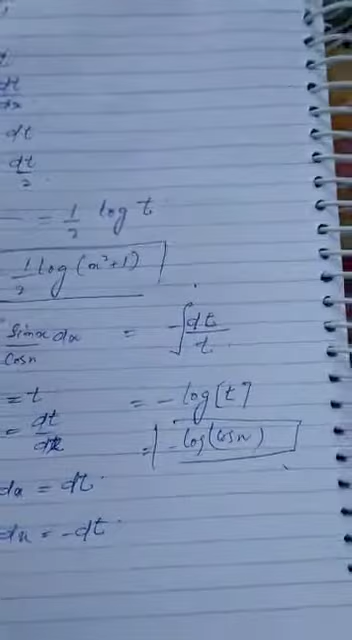 dt
dx
dt
dt
2
= 1/2 log t
1/2 log(x²+1)
sinx/cosx dx = -∫dt/t
= t = -log[t]
= dt/dx = -log(cosx)
dx = dt
dx = -dt